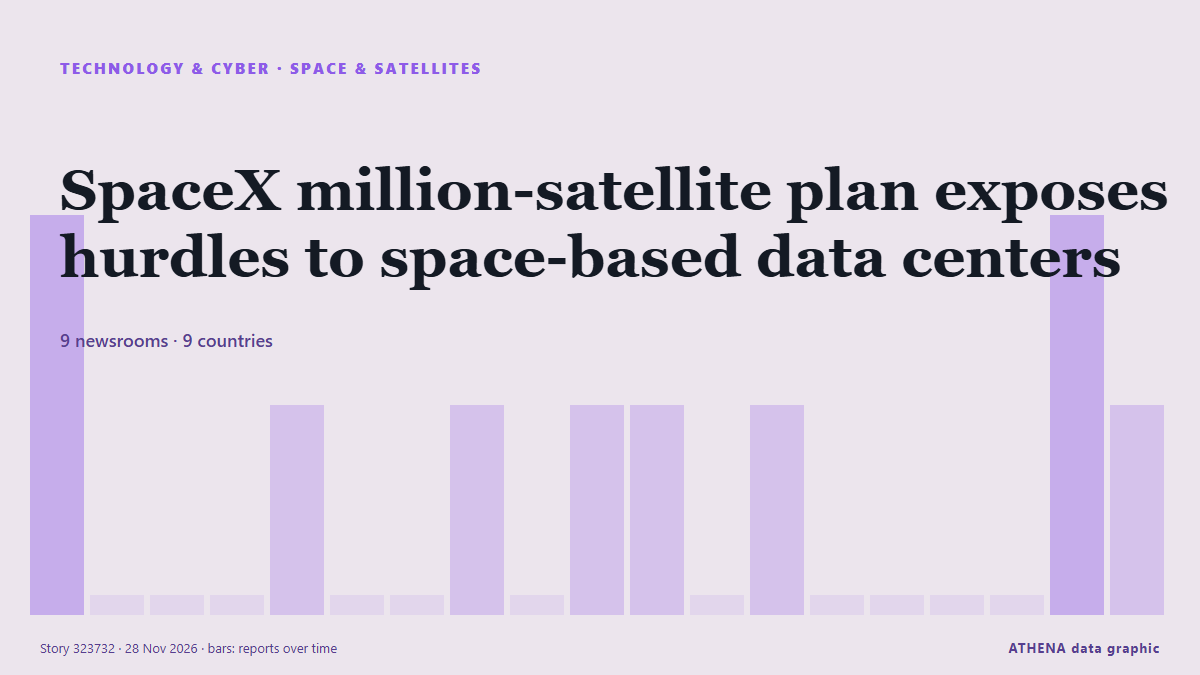 TECHNOLOGY & CYBER · SPACE & SATELLITES
SpaceX million-satellite plan exposes
hurdles to space-based data centers
9 newsrooms · 9 countries
Story 323732 · 28 Nov 2026 · bars: reports over time
ATHENA data graphic